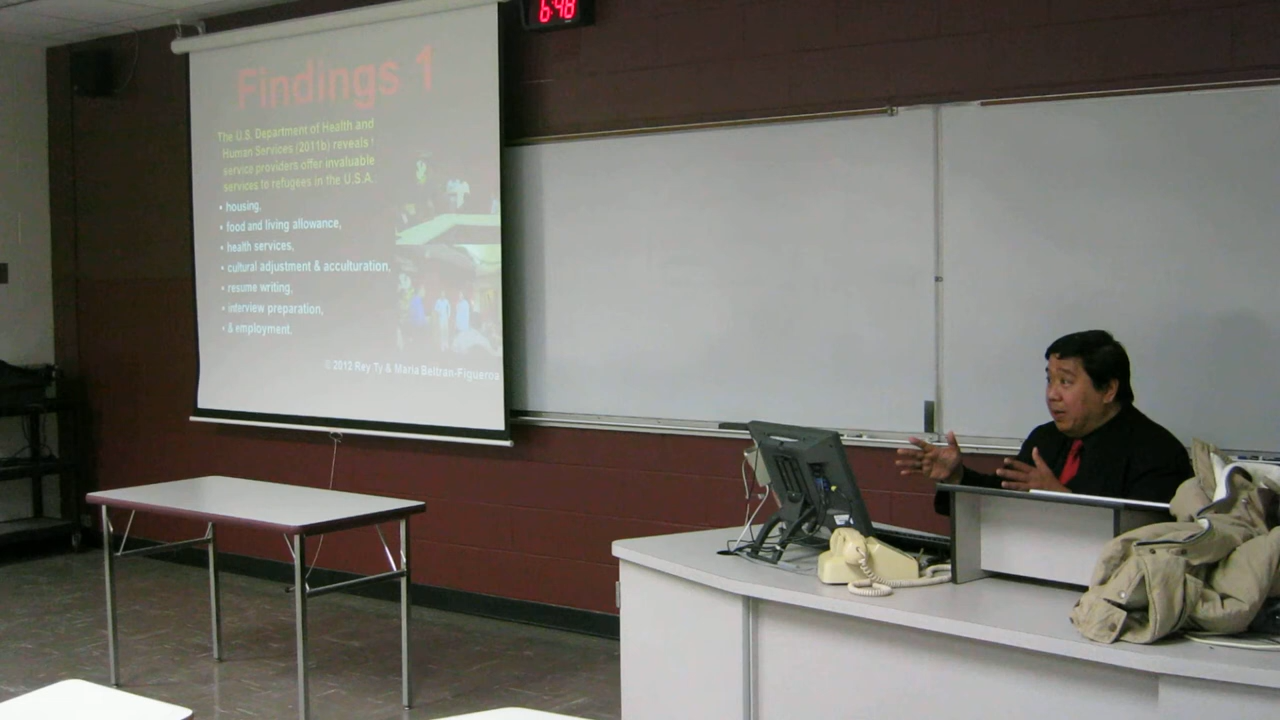 6:48
Findings 1
The U.S. Department of Health and
Human Services (2011b) reveals
service providers offer invaluable
services to refugees in the U.S.A.
• housing,
• food and living allowance,
• health services,
• cultural adjustment & acculturation,
• resume writing,
• interview preparation,
• & employment.
© 2012 Rey Ty & Maria Beltran-Figueroa